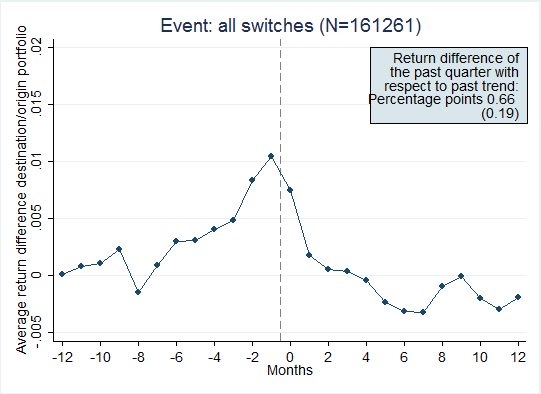 Event: all switches (N=161261)
Average return difference destination/origin portfolio
.02
.015
.01
.005
0
-.005
Return difference of
the past quarter with
respect to past trend:
Percentage points 0.66
(0.19)
-12 -10 -8 -6 -4 -2 0 2 4 6 8 10 12
Months